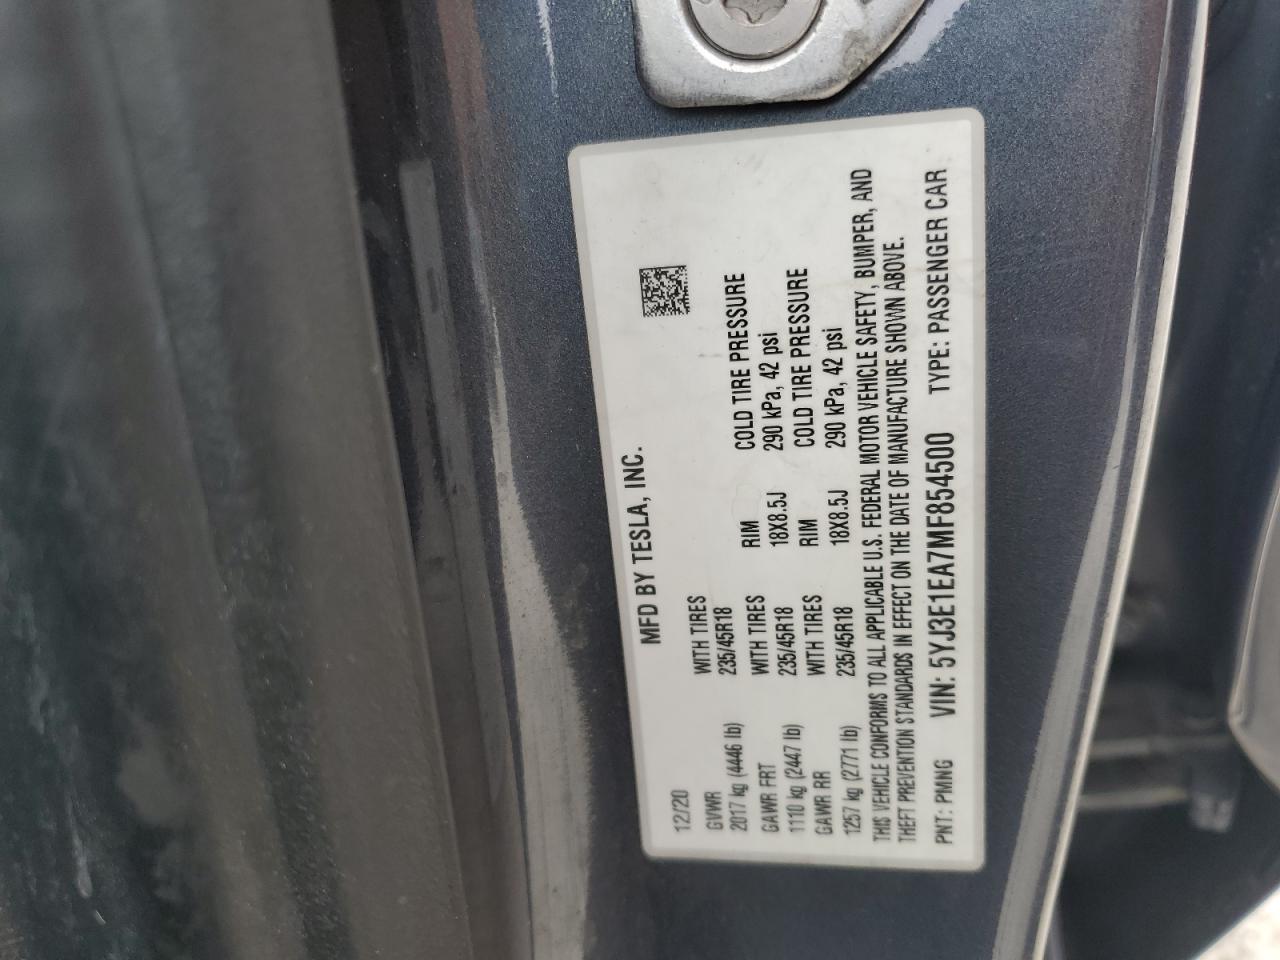 MFD BY TESLA, INC.
12/20
GVWR WITH TIRES
2017 kg (4446 lb) 235/45R18
GAWR FRT WITH TIRES RIM COLD TIRE PRESSURE
1110 kg (2447 lb) 235/45R18 18X8.5J 290 kPa, 42 psi
GAWR RR WITH TIRES RIM COLD TIRE PRESSURE
1257 kg (2771 lb) 235/45R18 18X8.5J 290 kPa, 42 psi
THIS VEHICLE CONFORMS TO ALL APPLICABLE U.S. FEDERAL MOTOR VEHICLE SAFETY, BUMPER, AND
THEFT PREVENTION STANDARDS IN EFFECT ON THE DATE OF MANUFACTURE SHOWN ABOVE.
PNT: PMNG VIN: 5YJ3E1EA7MF854500 TYPE: PASSENGER CAR